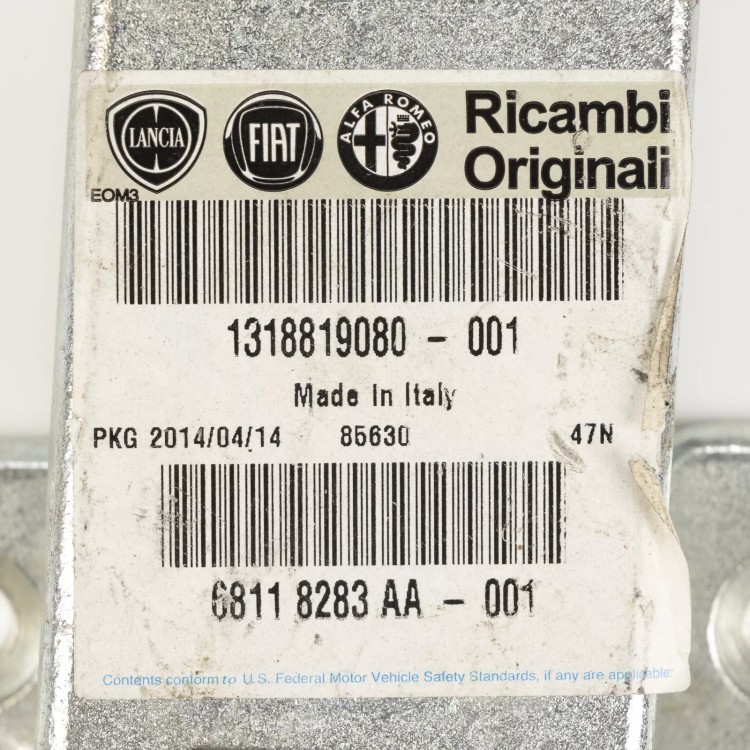 LANCIA FIAT ALFA ROMEO Ricambi
Originali
EOM3
1318819080 - 001
Made In Italy
PKG 2014/04/14 85630 47N
6811 8283 AA - 001
Contents conform to U.S. Federal Motor Vehicle Safety Standards, if any are applicable.